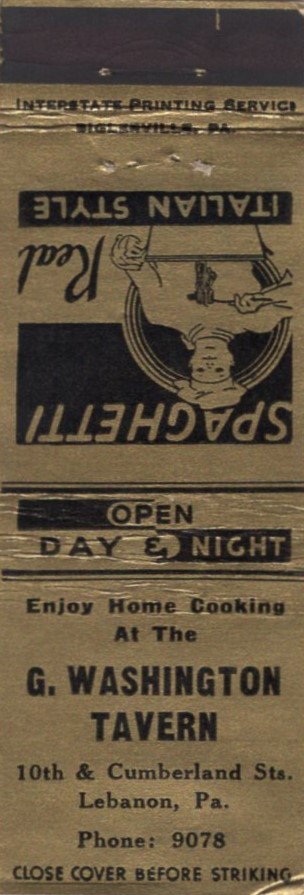 INTERSTATE PRINTING SERVICE
BIGLERVILLE, PA.
SPAGHETTI
Real
ITALIAN STYLE
OPEN
DAY & NIGHT
Enjoy Home Cooking
At The
G. WASHINGTON
TAVERN
10th & Cumberland Sts.
Lebanon, Pa.
Phone: 9078
CLOSE COVER BEFORE STRIKING